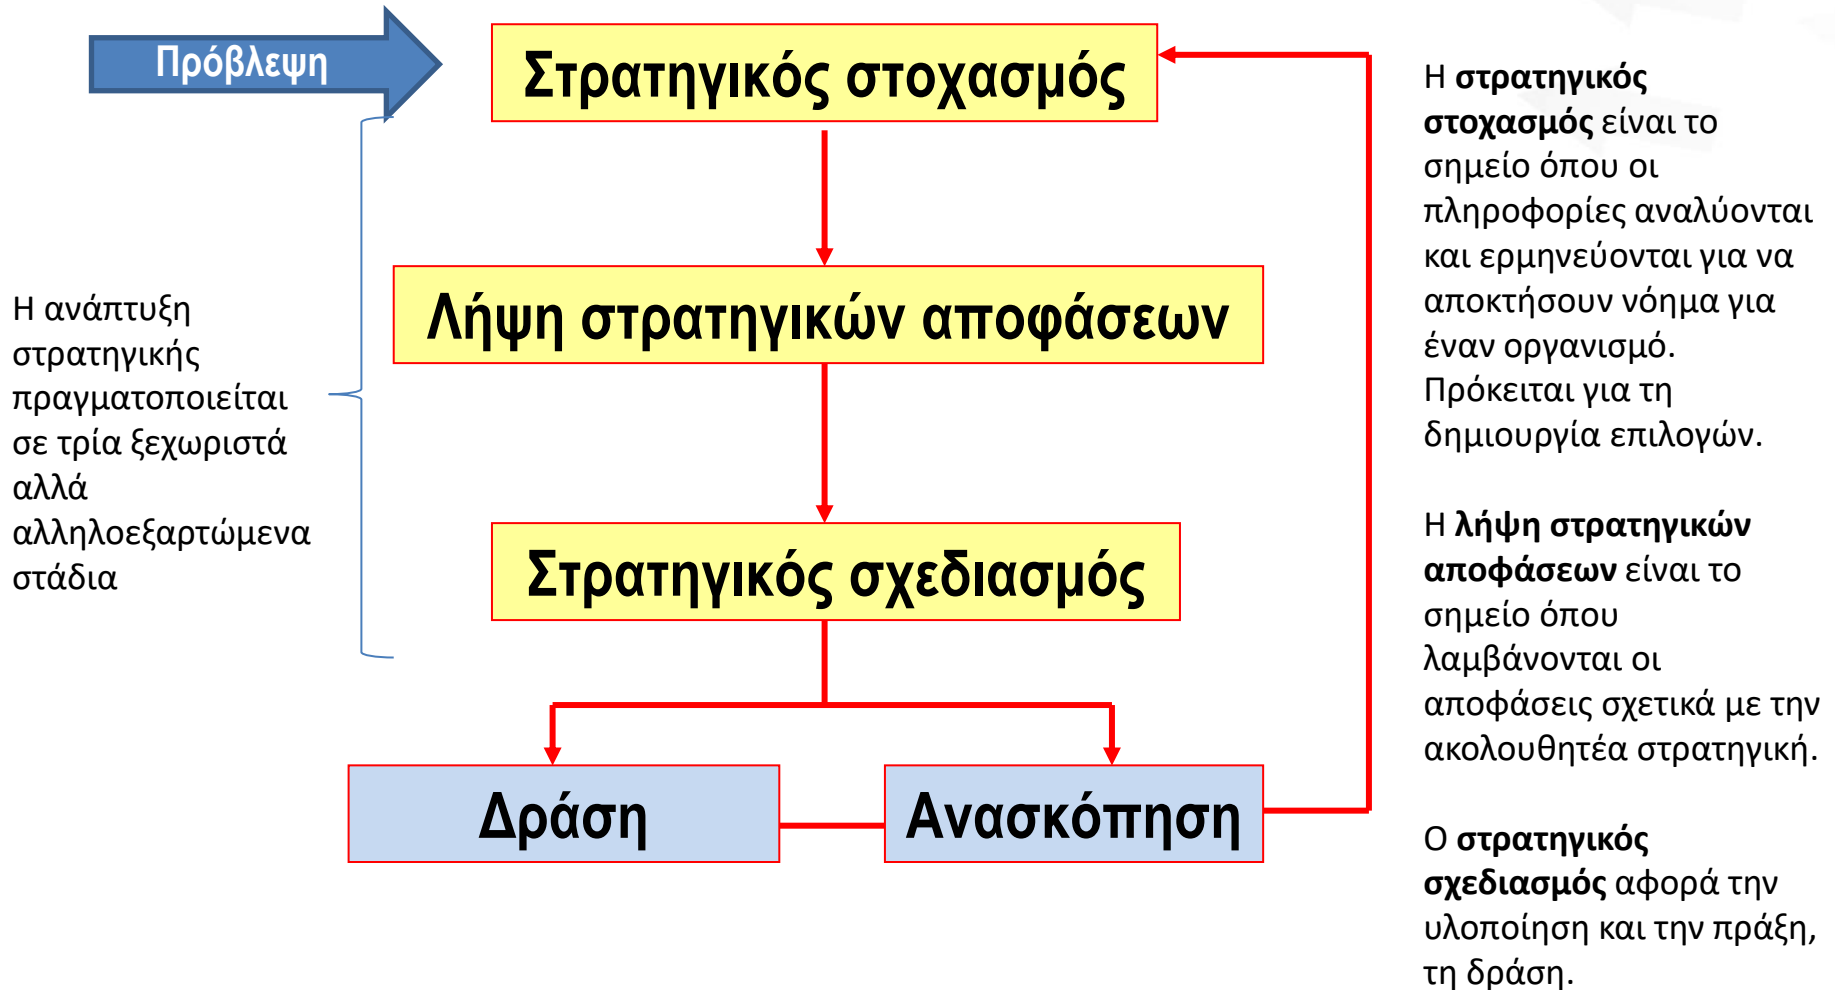 Πρόβλεψη
Στρατηγικός στοχασμός
Λήψη στρατηγικών αποφάσεων
Στρατηγικός σχεδιασμός
Δράση
Ανασκόπηση
Η ανάπτυξη
στρατηγικής
πραγματοποιείται
σε τρία ξεχωριστά
αλλά
αλληλοεξαρτώμενα
στάδια
Η στρατηγικός
στοχασμός είναι το
σημείο όπου οι
πληροφορίες αναλύονται
και ερμηνεύονται για να
αποκτήσουν νόημα για
έναν οργανισμό.
Πρόκειται για τη
δημιουργία επιλογών.
Η λήψη στρατηγικών
αποφάσεων είναι το
σημείο όπου
λαμβάνονται οι
αποφάσεις σχετικά με την
ακολουθητέα στρατηγική.
Ο στρατηγικός
σχεδιασμός αφορά την
υλοποίηση και την πράξη,
τη δράση.